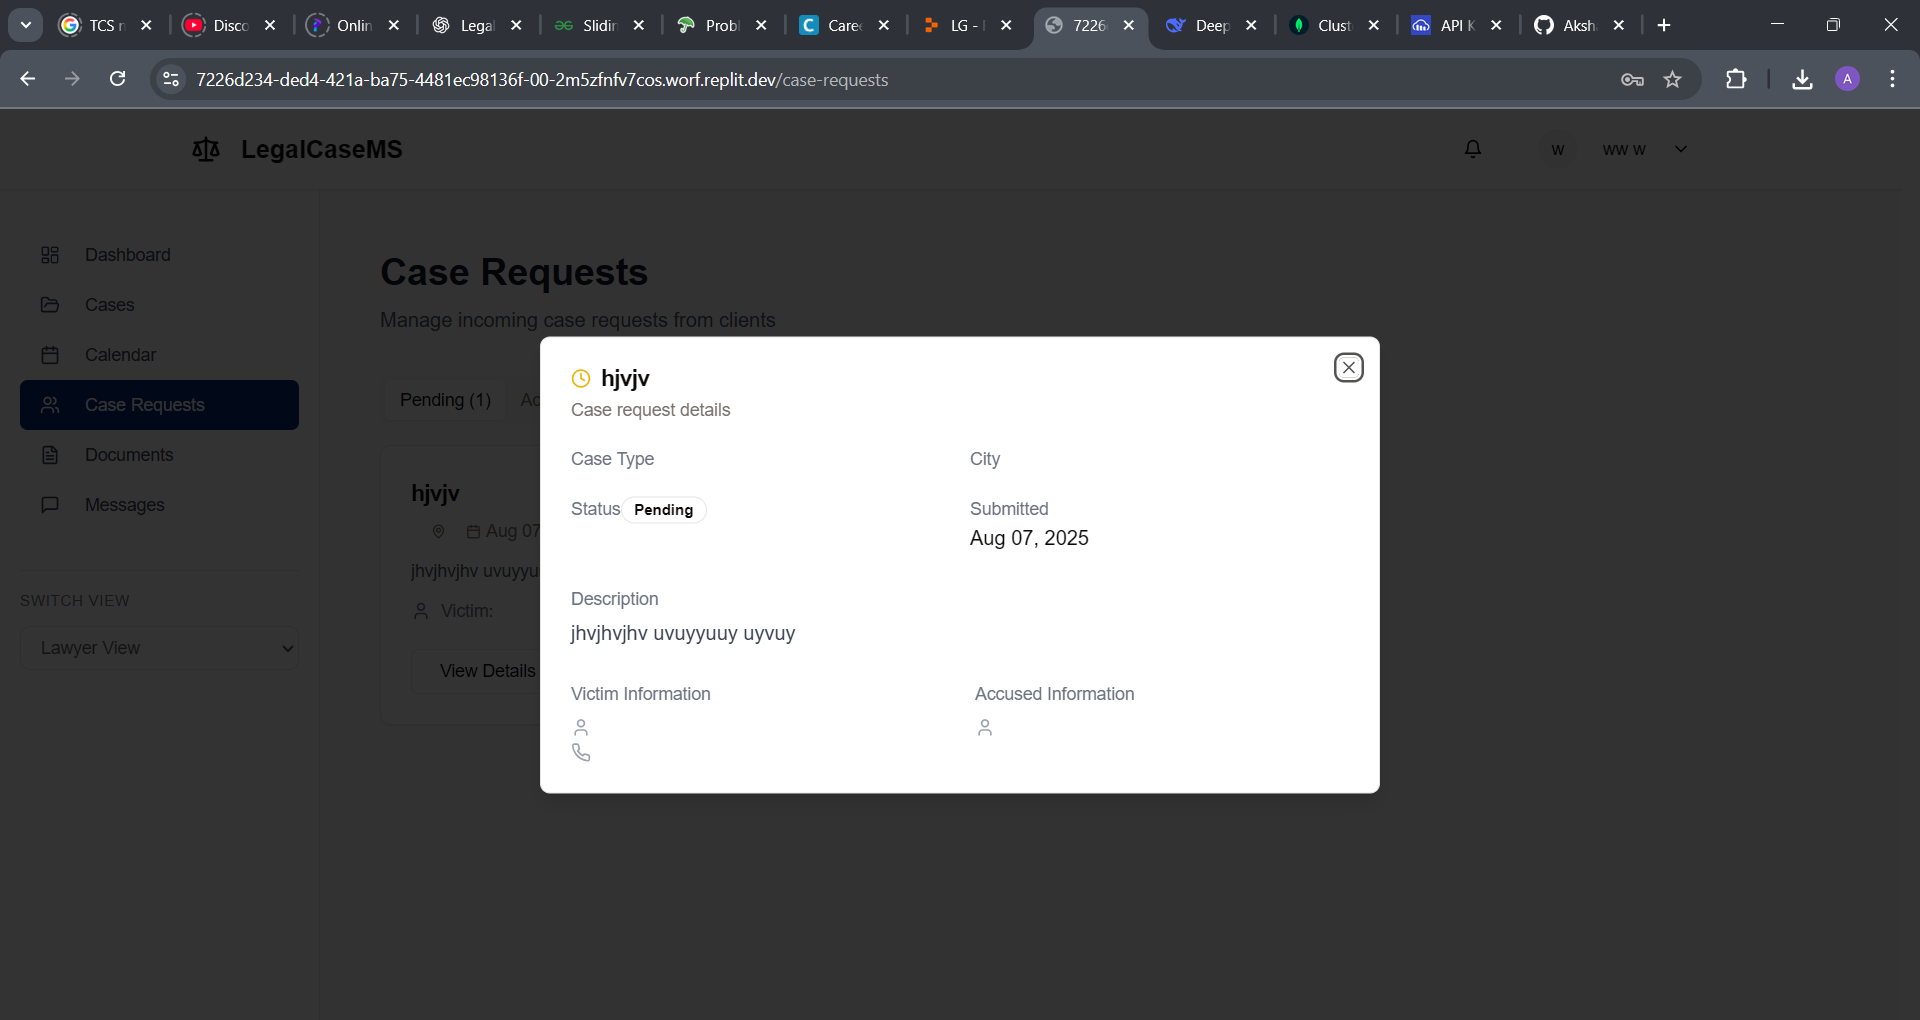 TCS n
Disco
Onlin
Legal
Slidin
Probl
Care
LG - I
7226
Deep
Clust
API K
Aksh
7226d234-ded4-421a-ba75-4481ec98136f-00-2m5zfnfv7cos.worf.replit.dev/case-requests
A
LegalCaseMS
W
ww w
Dashboard
Cases
Calendar
Case Requests
Documents
Messages
SWITCH VIEW
Lawyer View
Case Requests
Manage incoming case requests from clients
Pending (1) Ac
hjvjv
Aug 07
jhvjhvjhv uvuyyu
Victim:
View Details
hjvjv
Case request details
Case Type
City
Status Pending
Submitted
Aug 07, 2025
Description
jhvjhvjhv uvuyyuuy uyvuy
Victim Information
Accused Information